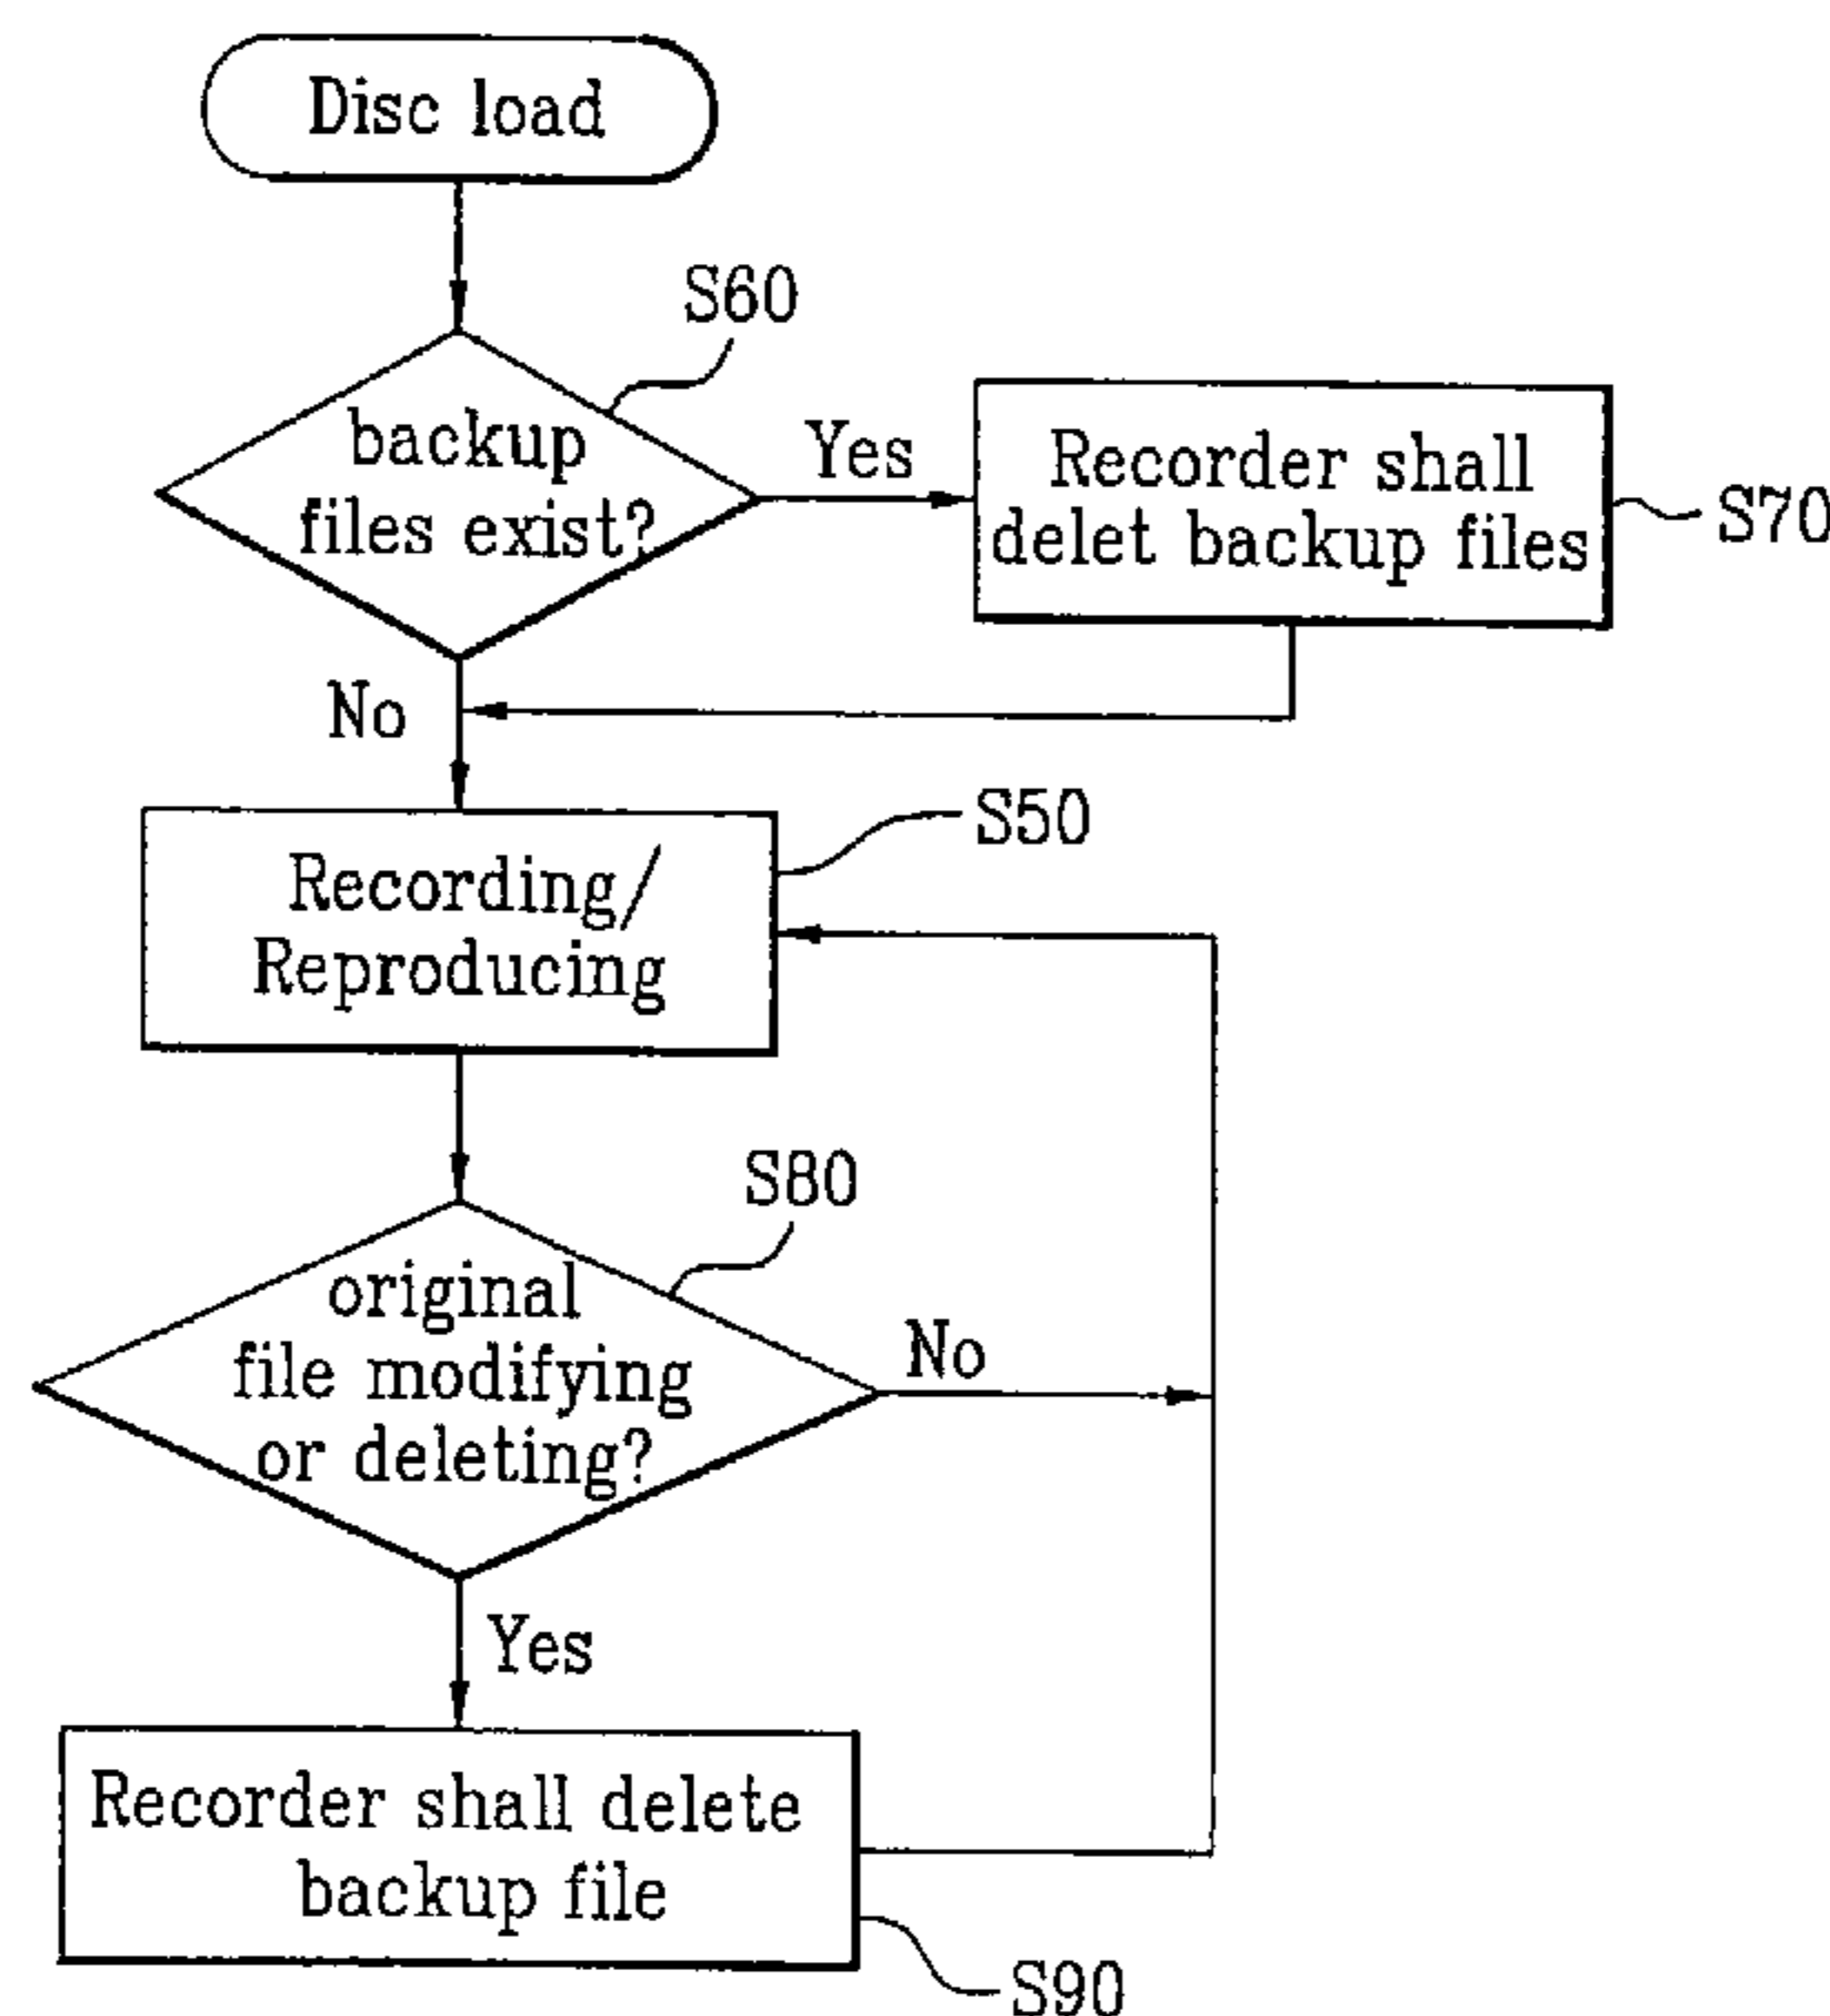 Disc load
S60
backup
files exist?
Yes
Recorder shall
delet backup files
S70
No
S50
Recording/
Reproducing
S80
original
file modifying
or deleting?
No
Yes
Recorder shall delete
backup file
S90